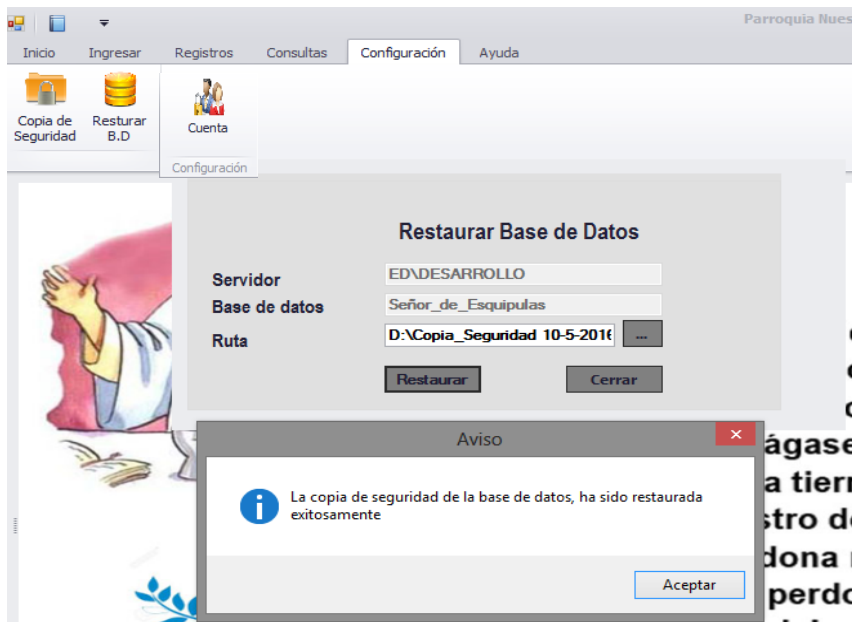 Parroquia Nues
Inicio Ingresar Registros Consultas Configuración Ayuda
Copia de Seguridad
Resturar B.D
Cuenta
Configuración
Restaurar Base de Datos
Servidor ED\DESARROLLO
Base de datos Señor_de_Esquipulas
Ruta D:\Copia_Seguridad 10-5-2016 ...
Restaurar Cerrar
Aviso
La copia de seguridad de la base de datos, ha sido restaurada
exitosamente
Aceptar
ágase
a tierr
stro d
dona
perdo